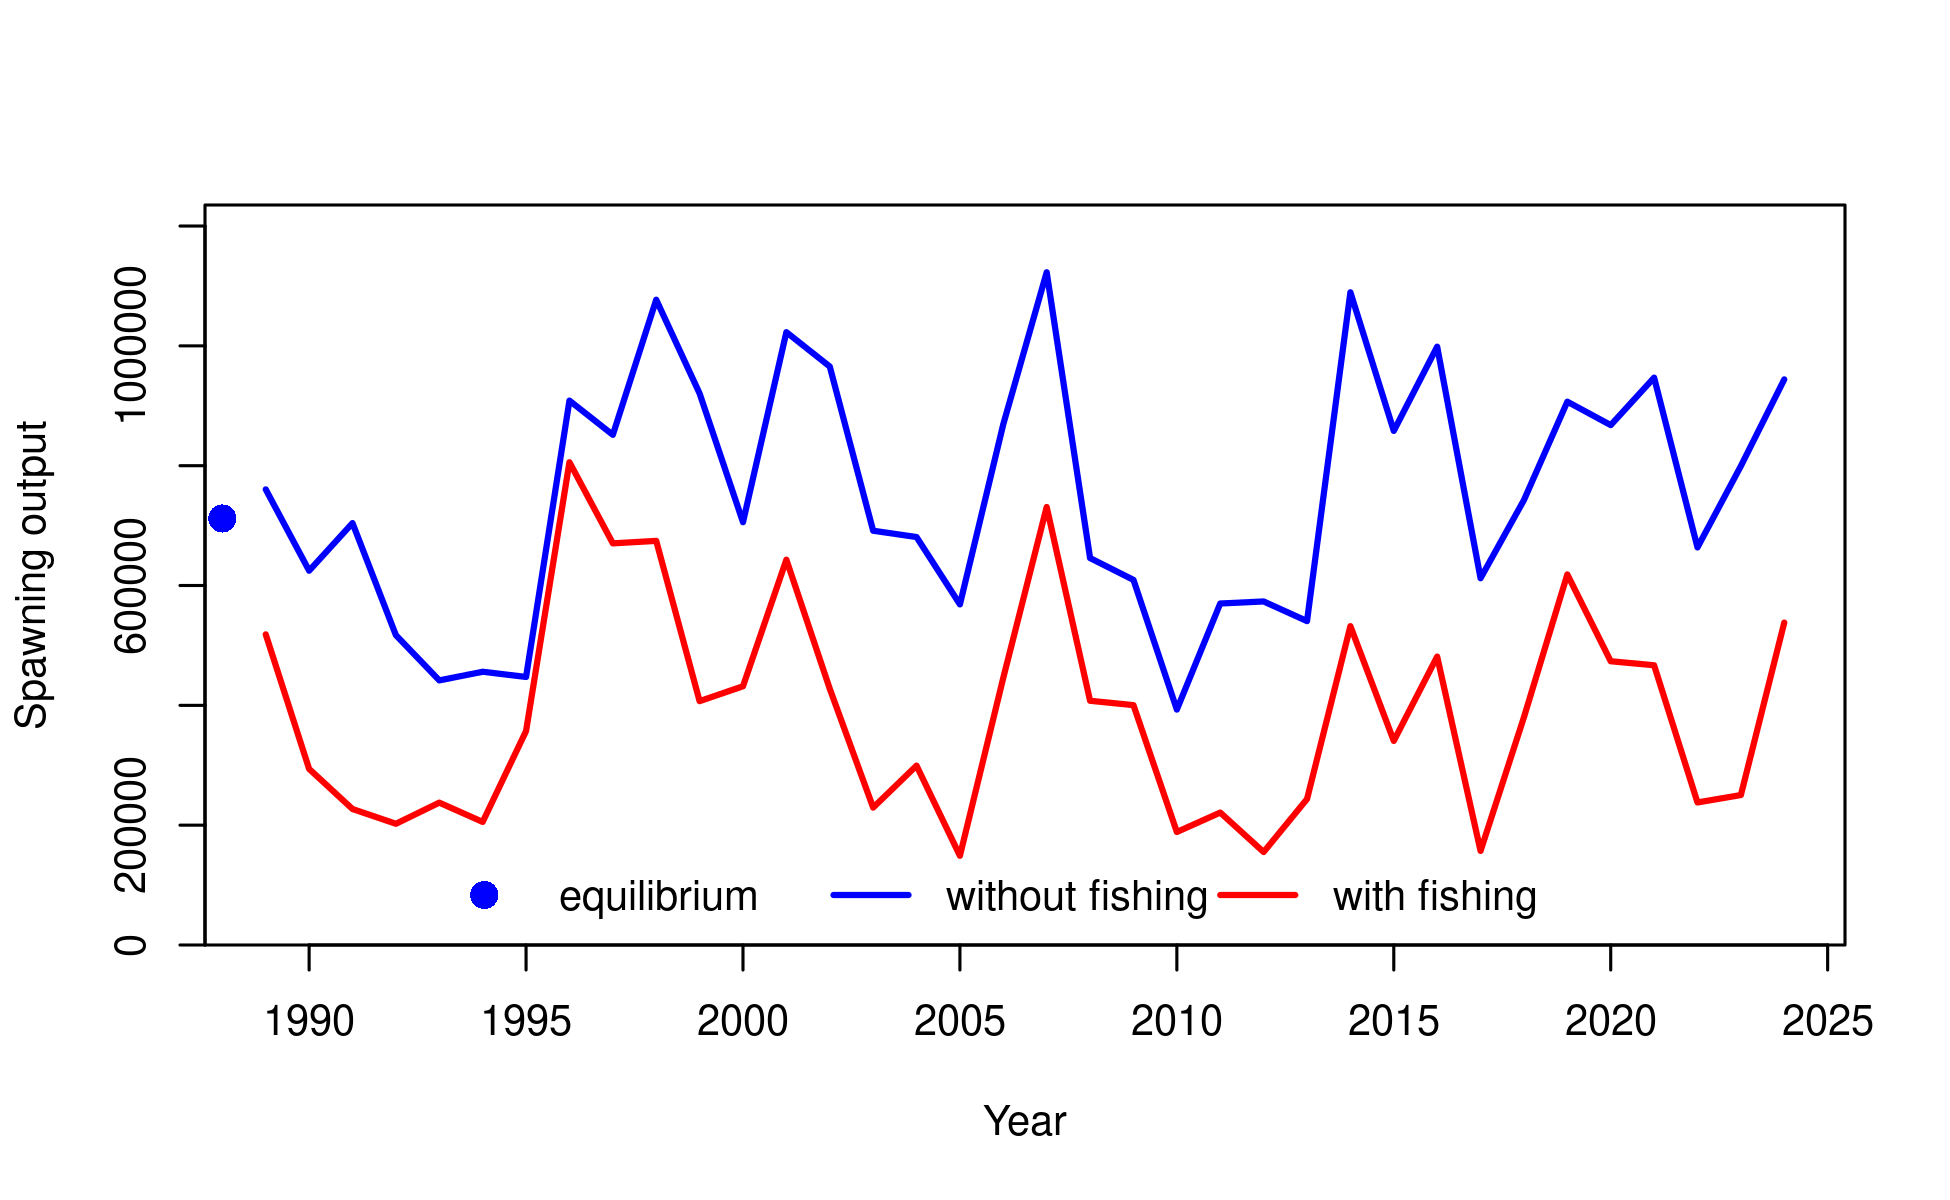 Spawning output
1000000
600000
200000
0
equilibrium without fishing with fishing
1990 1995 2000 2005 2010 2015 2020 2025
Year